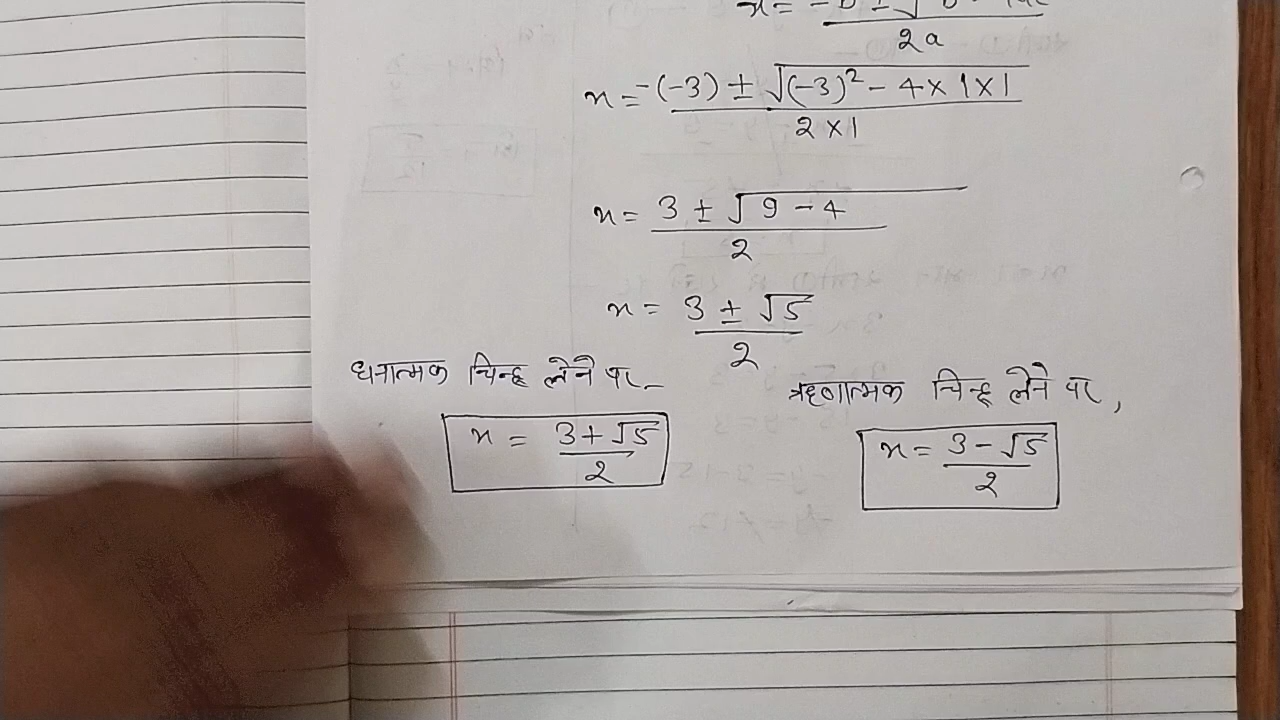 2a
x = -(-3) ± √(-3)² - 4×1×1
2×1
x = 3 ± √9 - 4
2
x = 3 ± √5
2
धनात्मक चिन्ह लेने पर -
ऋणात्मक चिन्ह लेने पर,
x = 3+√5
2
x = 3-√5
2